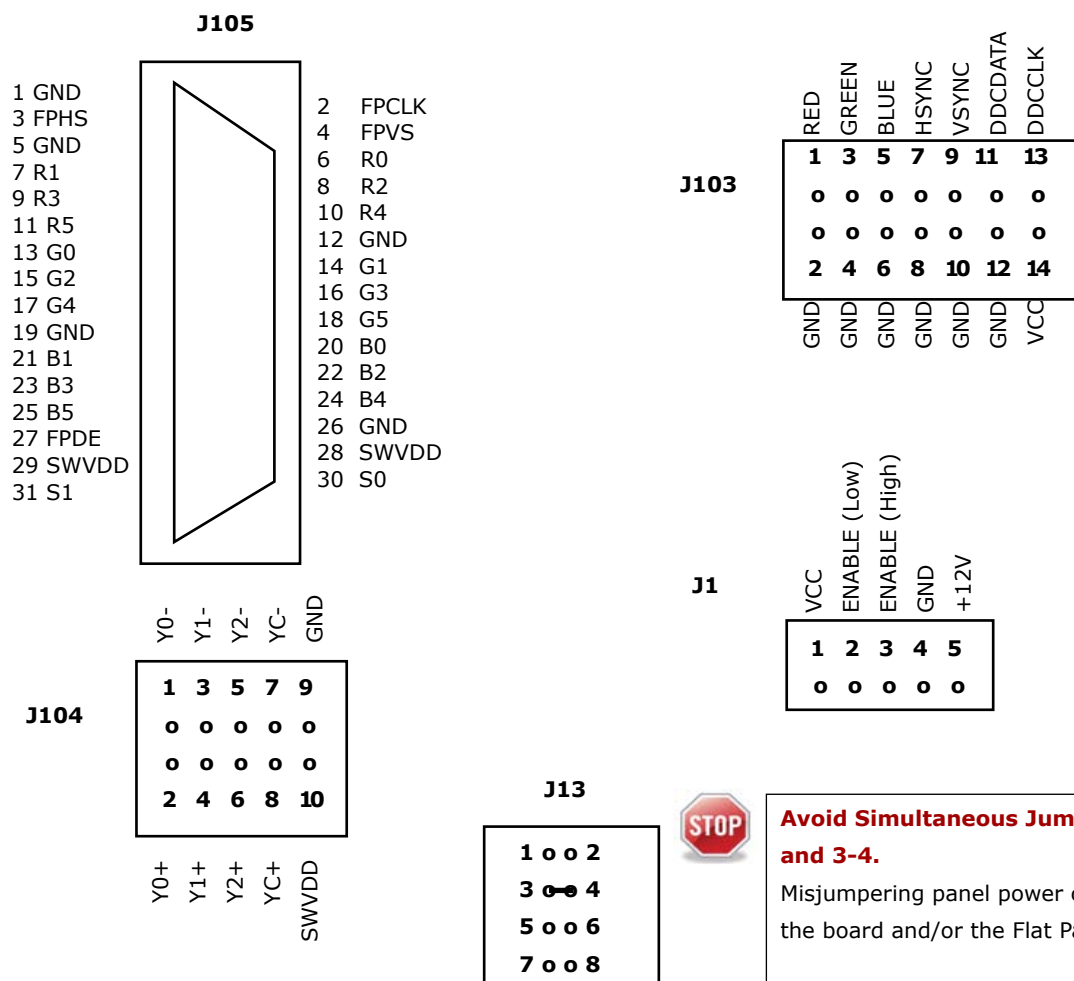 J105
1 GND
3 FPHS
5 GND
7 R1
9 R3
11 R5
13 G0
15 G2
17 G4
19 GND
21 B1
23 B3
25 B5
27 FPDE
29 SWVDD
31 S1
2 FPCLK
4 FPVS
6 R0
8 R2
10 R4
12 GND
14 G1
16 G3
18 G5
20 B0
22 B2
24 B4
26 GND
28 SWVDD
30 S0
J103
RED GREEN BLUE HSYNC VSYNC DDCDATA DDCCLK
1 3 5 7 9 11 13
o o o o o o o
o o o o o o o
2 4 6 8 10 12 14
GND GND GND GND GND GND VCC
J1
VCC ENABLE (Low) ENABLE (High) GND +12V
1 2 3 4 5
o o o o o
J104
Y0- Y1- Y2- YC- GND
1 3 5 7 9
o o o o o
o o o o o
2 4 6 8 10
Y0+ Y1+ Y2+ YC+ SWVDD
J13
1 o o 2
3 o o 4
5 o o 6
7 o o 8
STOP
Avoid Simultaneous Jum
and 3-4.
Misjumpering panel power
the board and/or the Flat